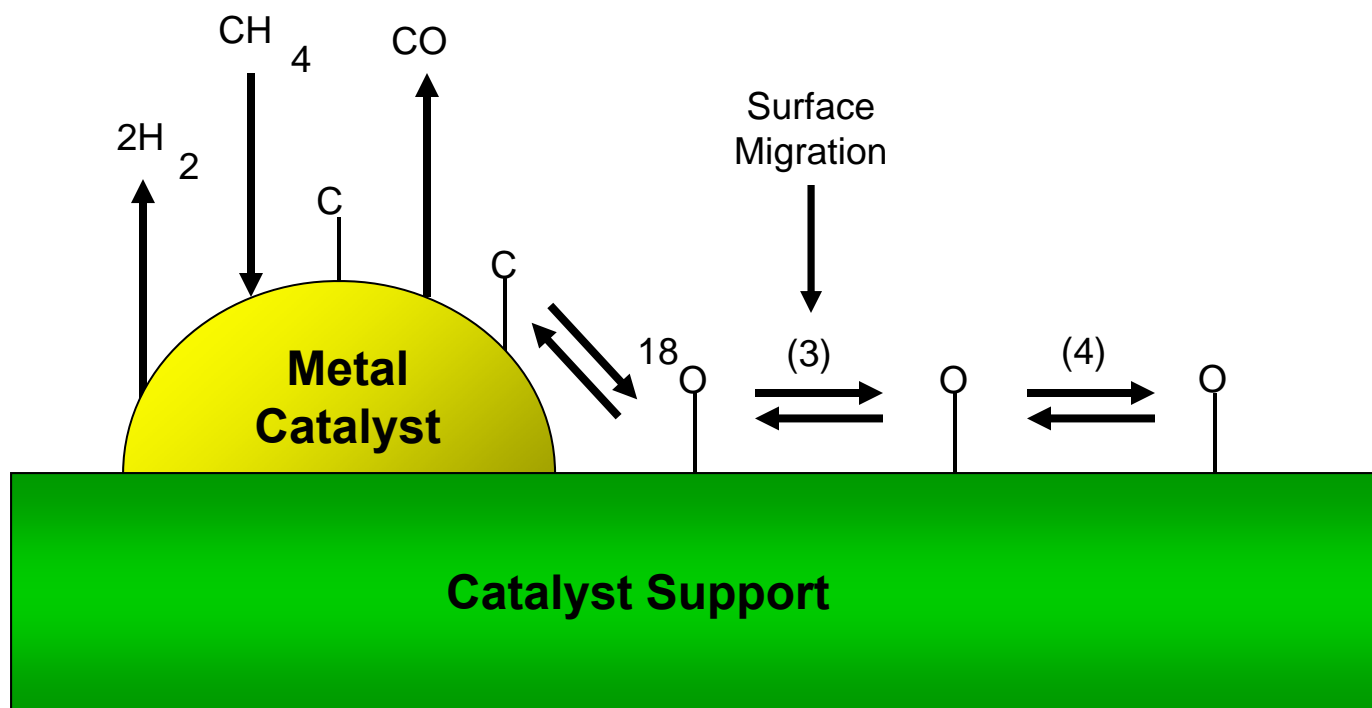 CH 4
CO
2H 2
Surface
Migration
C
C
18 O
(3)
O
(4)
O
Metal
Catalyst
Catalyst Support